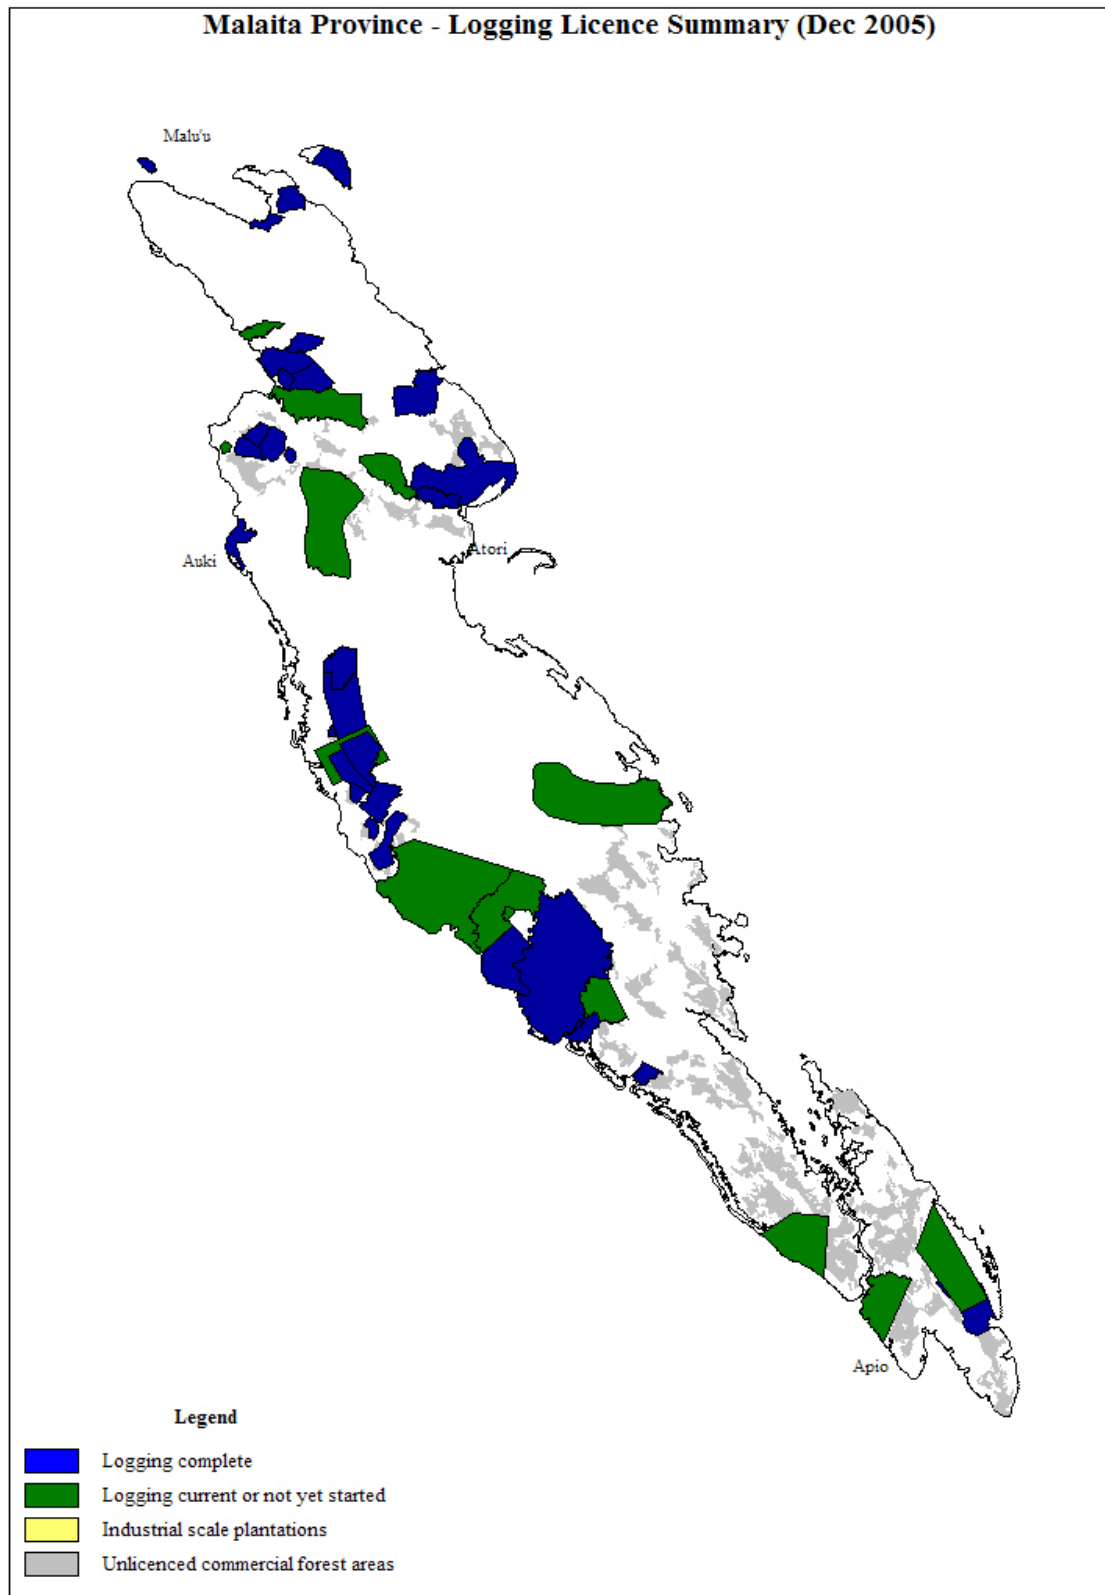 Malaita Province - Logging Licence Summary (Dec 2005)
Malu'u
Auki
Atori
Apio
Legend
Logging complete
Logging current or not yet started
Industrial scale plantations
Unlicenced commercial forest areas